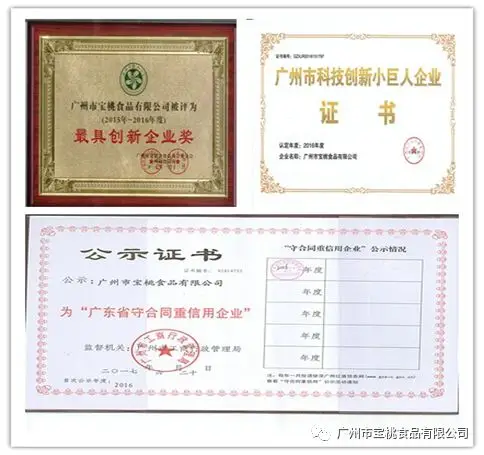 广州市宝桃食品有限公司被评为
(2015年-2016年度)
最具创新企业奖
广州市科技创新小巨人企业
证书
认定年度：2016年度
企业名称：广州市宝桃食品有限公司
公示证书
公示：广州市宝桃食品有限公司
为“广东省守合同重信用企业”
监督机关：
二〇一七年
首次公示年度：
2016
“守合同重信用企业”公示情况
年度
年度
年度
年度
年度
广州市宝桃食品有限公司